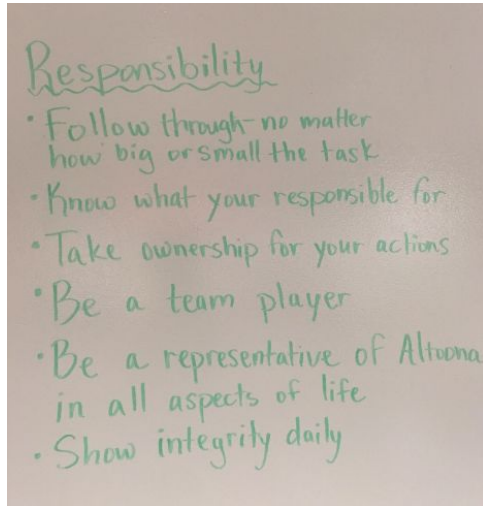 Responsibility
• Follow through - no matter
how big or small the task
• Know what your responsible for
• Take ownership for your actions
• Be a team player
• Be a representative of Altoona
in all aspects of life
• Show integrity daily